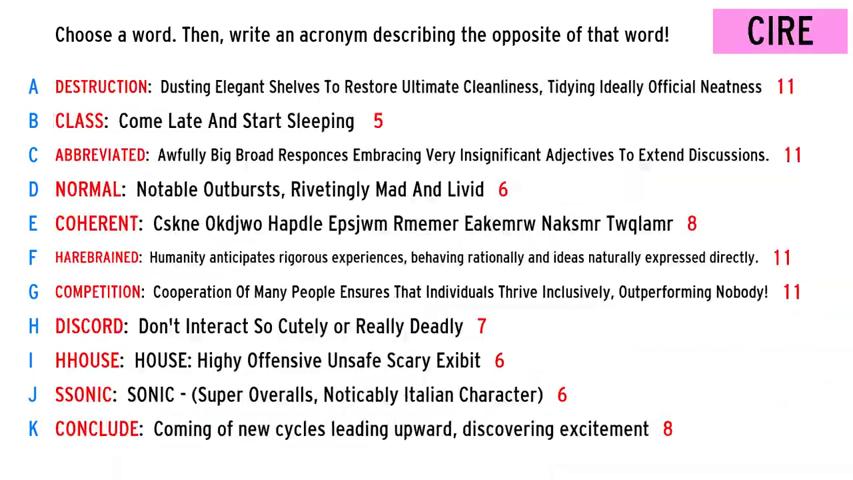 Choose a word. Then, write an acronym describing the opposite of that word!
CIRE
A DESTRUCTION: Dusting Elegant Shelves To Restore Ultimate Cleanliness, Tidying Ideally Official Neatness 11
B CLASS: Come Late And Start Sleeping 5
C ABBREVIATED: Awfully Big Broad Responces Embracing Very Insignificant Adjectives To Extend Discussions. 11
D NORMAL: Notable Outbursts, Rivetingly Mad And Livid 6
E COHERENT: Cskne Okdjwo Hapdle Epsjwm Rmemer Eakemrw Naksmr Twqlamr 8
F HAREBRAINED: Humanity anticipates rigorous experiences, behaving rationally and ideas naturally expressed directly. 11
G COMPETITION: Cooperation Of Many People Ensures That Individuals Thrive Inclusively, Outperforming Nobody! 11
H DISCORD: Don't Interact So Cutely or Really Deadly 7
I HHOUSE: HOUSE: Highy Offensive Unsafe Scary Exibit 6
J SSONIC: SONIC - (Super Overalls, Noticably Italian Character) 6
K CONCLUDE: Coming of new cycles leading upward, discovering excitement 8